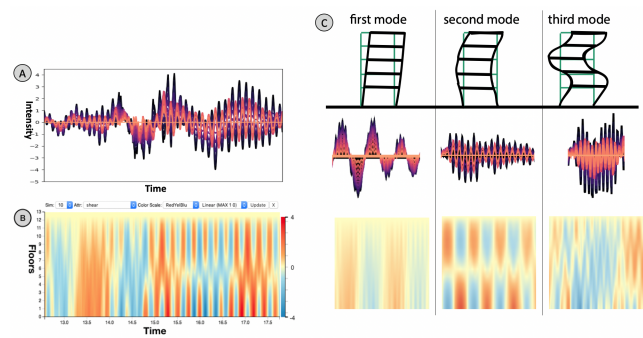 A
Intensity
4
3
2
1
0
−1
−2
−3
−4
−5
Time
B
Sim: 10 Attr: shear Color Scale: RedYelBlu Linear (MAX 1 0) Update X
Floors
13
12
11
10
9
8
7
6
5
4
3
2
1
0
13.0 13.5 14.0 14.5 15.0 15.5 16.0 16.5 17.0 17.5
Time
4
0
-4
C
first mode second mode third mode